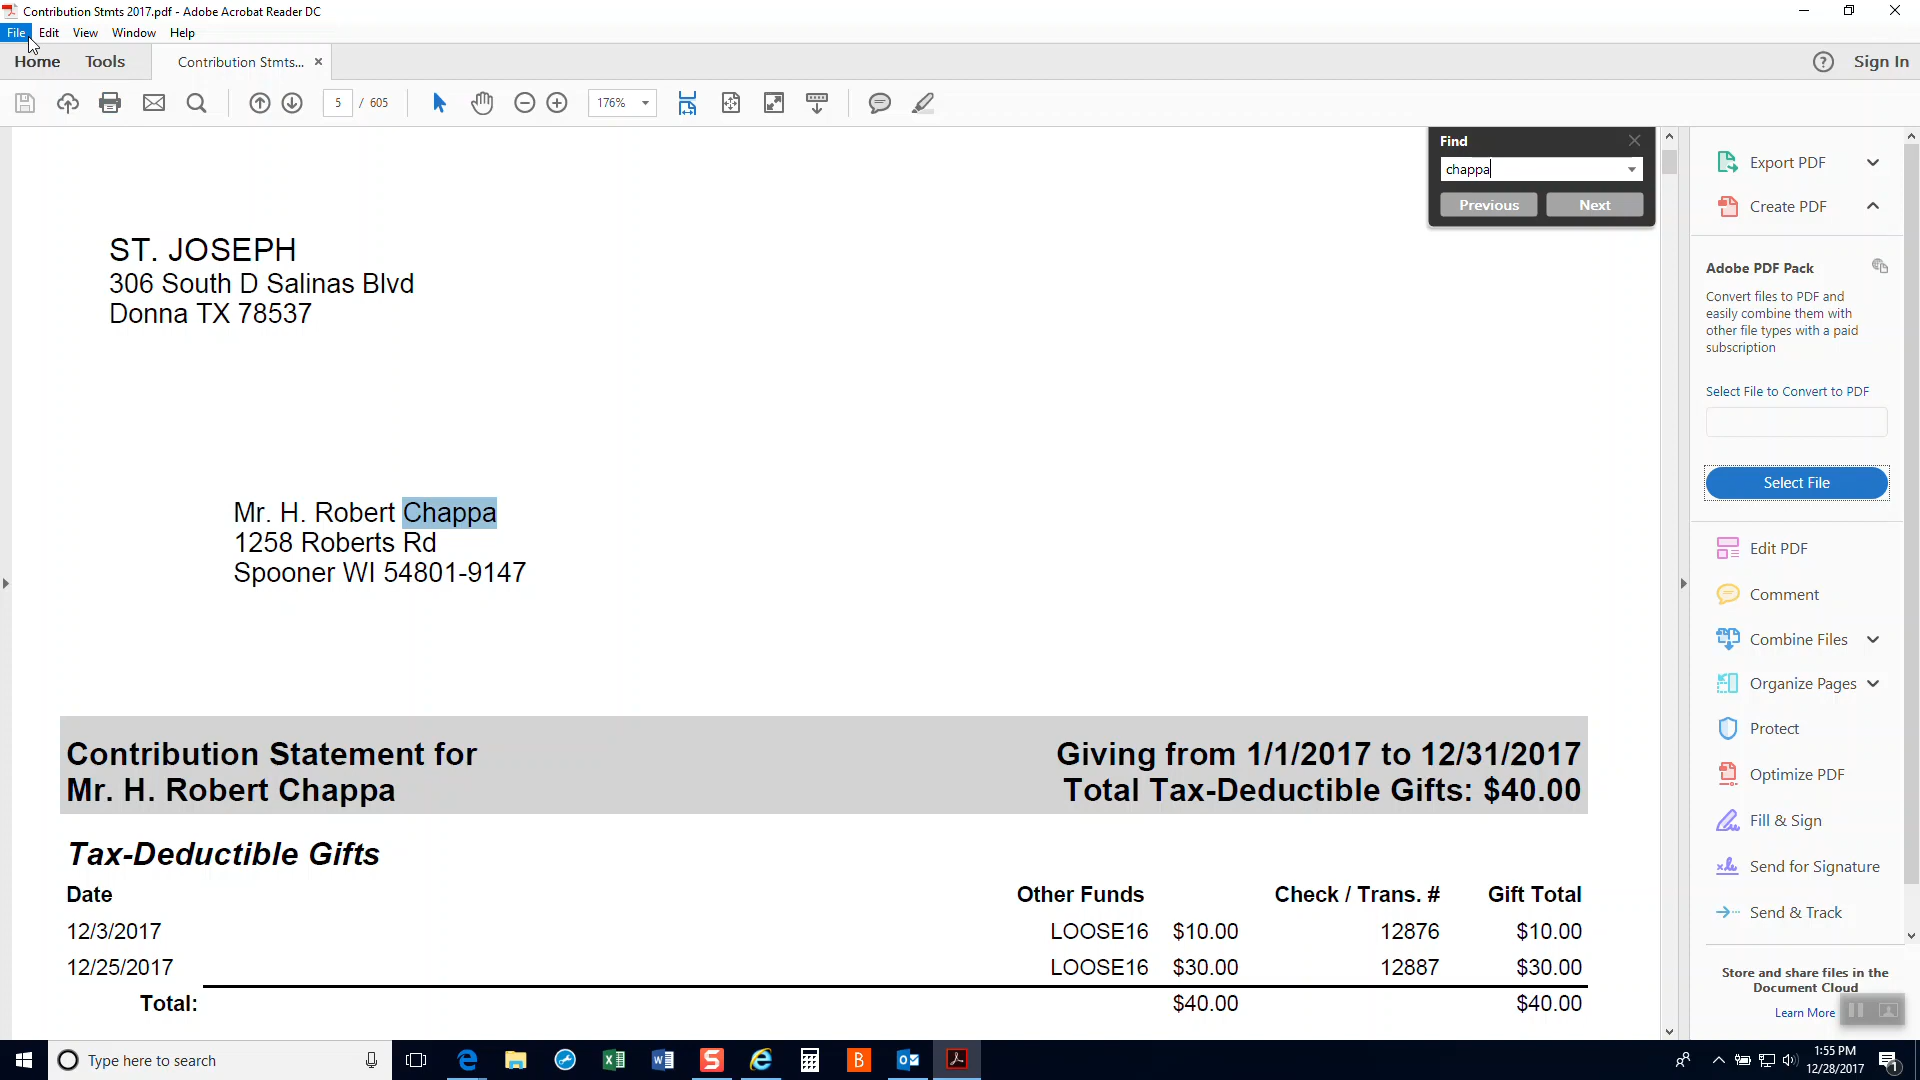 Contribution Stmts 2017.pdf - Adobe Acrobat Reader DC
File Edit View Window Help
Home Tools Contribution Stmts... × ? Sign In
5 / 605 176%
Find
chappa
Previous Next
ST. JOSEPH
306 South D Salinas Blvd
Donna TX 78537
Mr. H. Robert Chappa
1258 Roberts Rd
Spooner WI 54801-9147
Contribution Statement for Giving from 1/1/2017 to 12/31/2017
Mr. H. Robert Chappa Total Tax-Deductible Gifts: $40.00
Tax-Deductible Gifts
Date Other Funds Check / Trans. # Gift Total
12/3/2017 LOOSE16 $10.00 12876 $10.00
12/25/2017 LOOSE16 $30.00 12887 $30.00
Total: $40.00 $40.00
Export PDF
Create PDF
Adobe PDF Pack
Convert files to PDF and
easily combine them with
other file types with a paid
subscription
Select File to Convert to PDF
Select File
Edit PDF
Comment
Combine Files
Organize Pages
Protect
Optimize PDF
Fill & Sign
Send for Signature
Send & Track
Store and share files in the
Document Cloud
Learn More
Type here to search
1:55 PM
12/28/2017
1